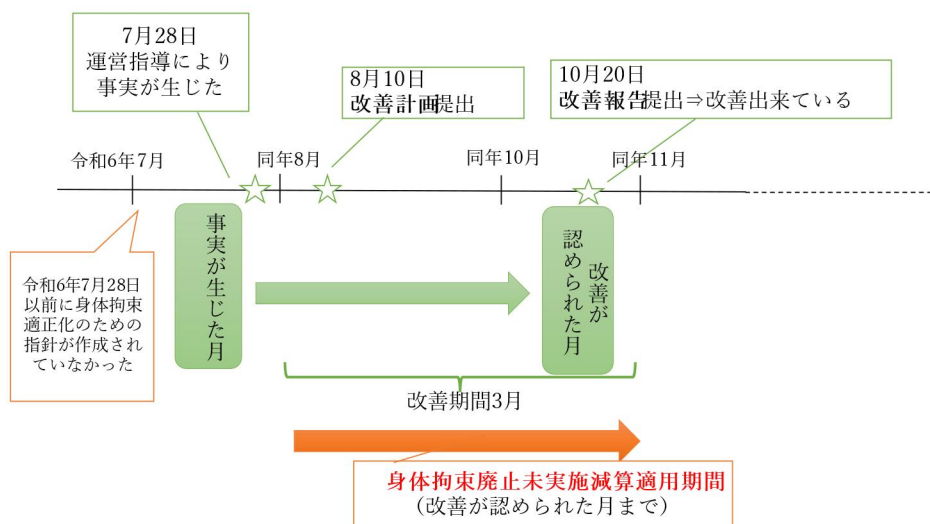 7月28日
運営指導により
事実が生じた
8月10日
改善計画提出
10月20日
改善報告提出⇒改善出来ている
令和6年7月
同年8月
同年10月
同年11月
事実が生じた月
改善が
認められた月
令和6年7月28日
以前に身体拘束
適正化のための
指針が作成され
ていなかった
改善期間3月
身体拘束廃止未実施減算適用期間
（改善が認められた月まで）